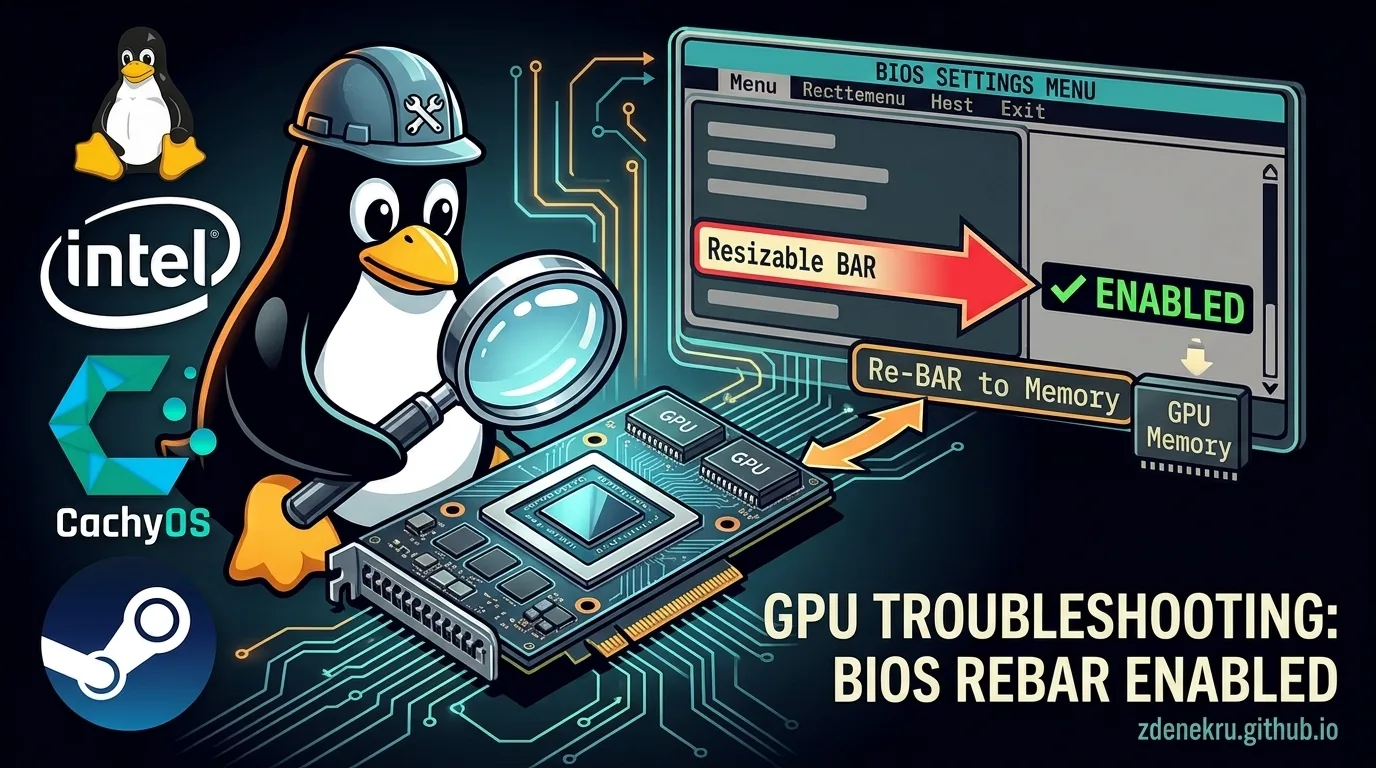 intel
CachyOS
BIOS SETTINGS MENU
Menu Recttemenu Hest Exit
Resizable BAR
✓ ENABLED
Re-BAR to Memory
GPU
Memory
GPU
GPU
GPU TROUBLESHOOTING:
BIOS REBAR ENABLED
zdenekru.github.io